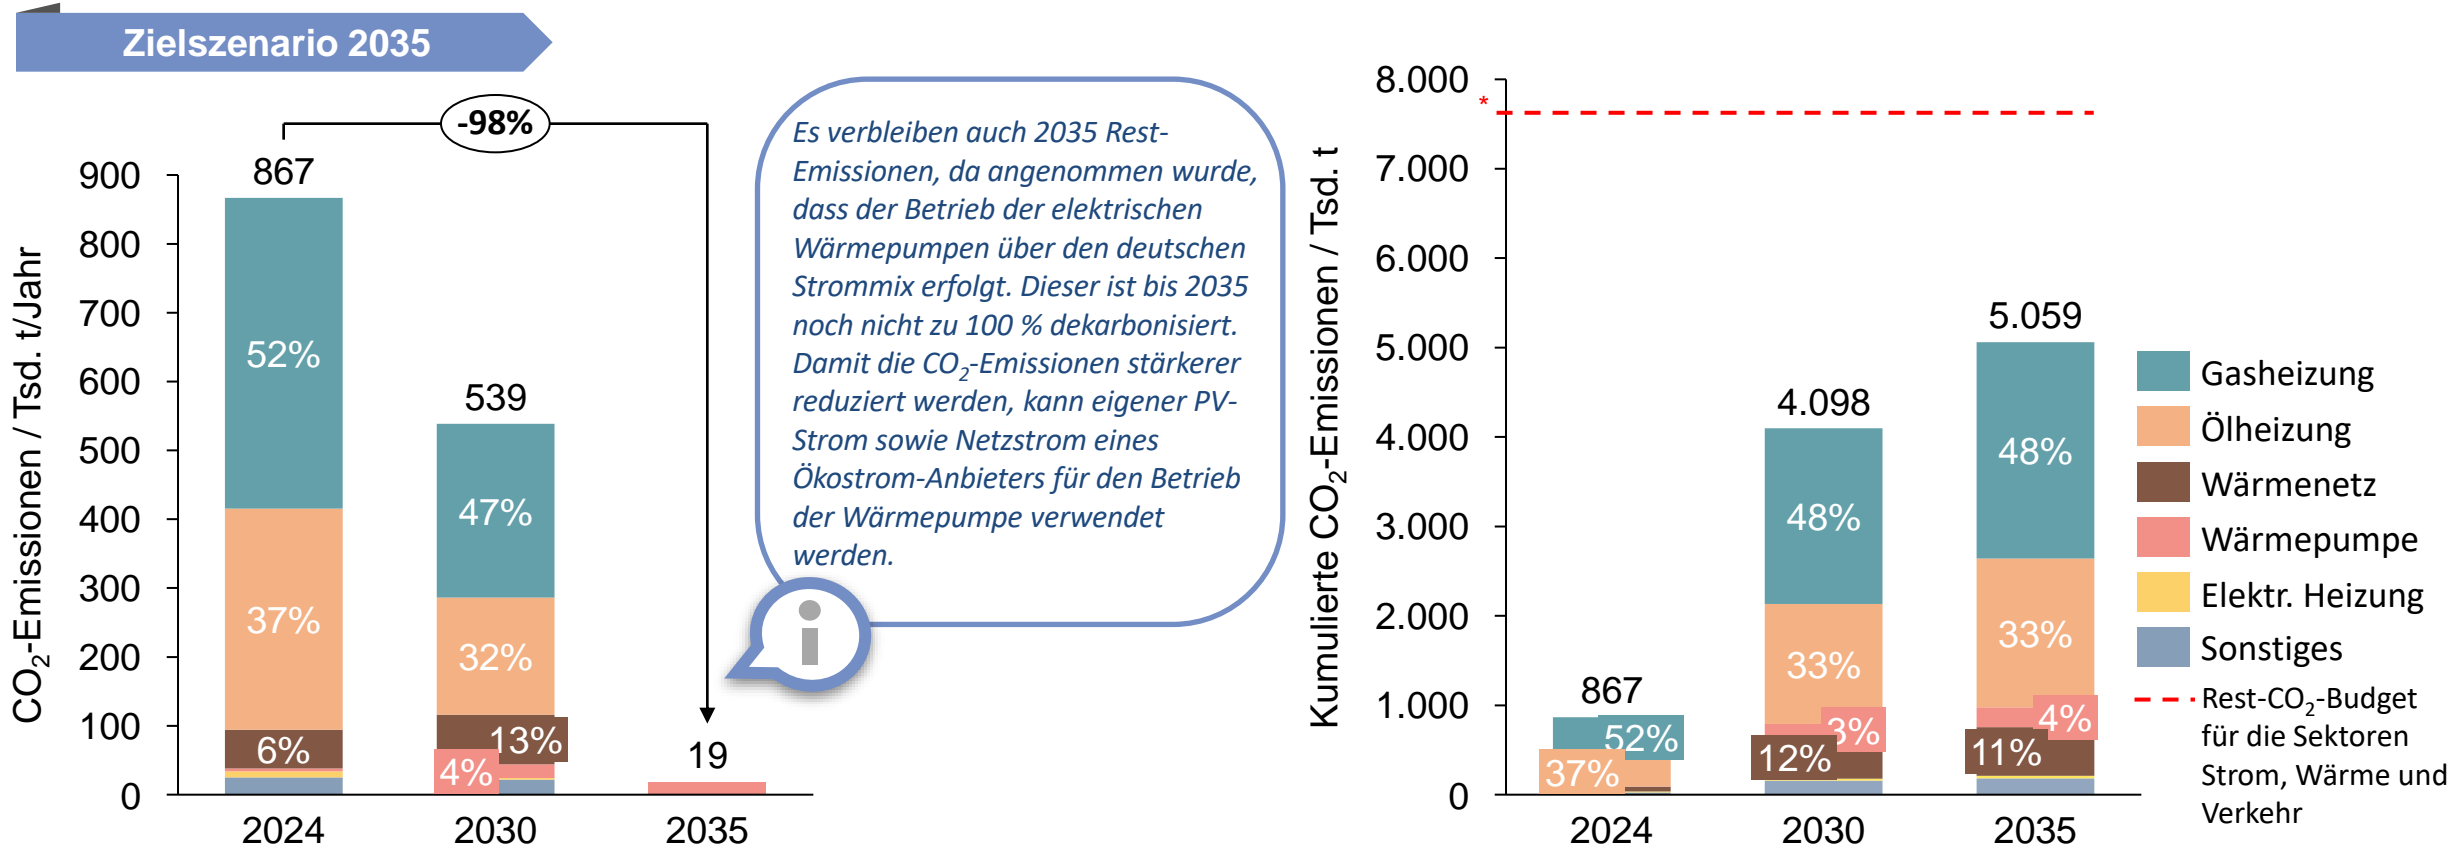 Zielszenario 2035
CO2-Emissionen / Tsd. t/Jahr
900
800
700
600
500
400
300
200
100
0
-98%
867
52%
37%
6%
539
47%
32%
13%
4%
19
2024
2030
2035
Es verbleiben auch 2035 Rest-
Emissionen, da angenommen wurde,
dass der Betrieb der elektrischen
Wärmepumpen über den deutschen
Strommix erfolgt. Dieser ist bis 2035
noch nicht zu 100 % dekarbonisiert.
Damit die CO2-Emissionen stärkerer
reduziert werden, kann eigener PV-
Strom sowie Netzstrom eines
Ökostrom-Anbieters für den Betrieb
der Wärmepumpe verwendet
werden.
i
Kumulierte CO2-Emissionen / Tsd. t
8.000
7.000
6.000
5.000
4.000
3.000
2.000
1.000
0
*
867
52%
37%
4.098
48%
33%
3%
12%
5.059
48%
33%
4%
11%
2024
2030
2035
Gasheizung
Ölheizung
Wärmenetz
Wärmepumpe
Elektr. Heizung
Sonstiges
Rest-CO2-Budget
für die Sektoren
Strom, Wärme und
Verkehr